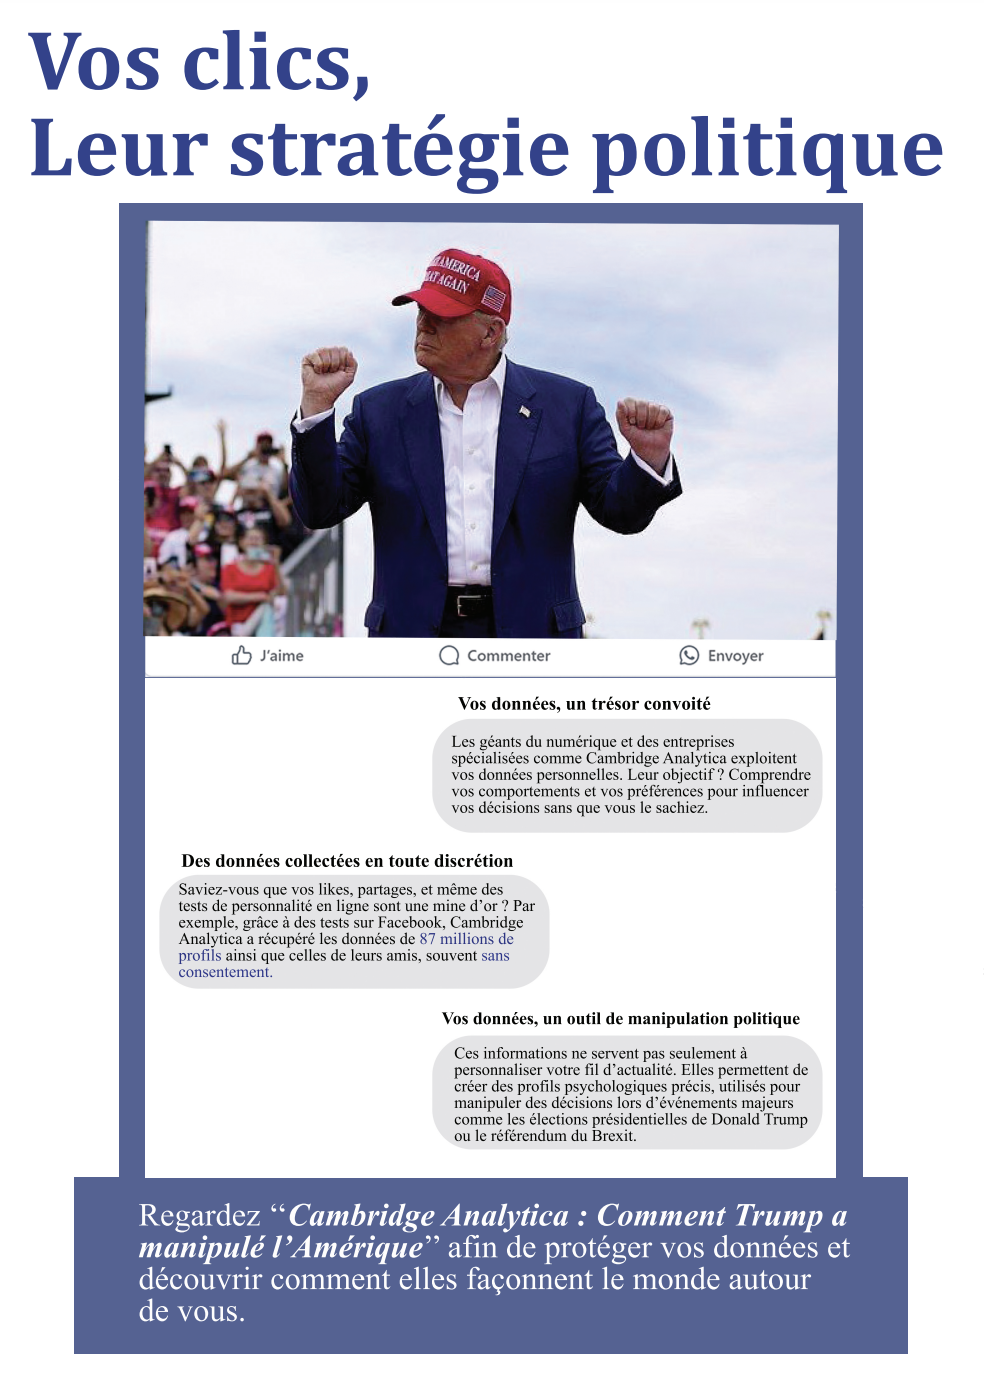 Vos clics,
Leur stratégie politique
AMERICA
AT AGAIN
J'aime
Commenter
Envoyer
Vos données, un trésor convoité
Les géants du numérique et des entreprises
spécialisées comme Cambridge Analytica exploitent
vos données personnelles. Leur objectif ? Comprendre
vos comportements et vos préférences pour influencer
vos décisions sans que vous le sachiez.
Des données collectées en toute discrétion
Saviez-vous que vos likes, partages, et même des
tests de personnalité en ligne sont une mine d'or ? Par
exemple, grâce à des tests sur Facebook, Cambridge
Analytica a récupéré les données de 87 millions de
profils ainsi que celles de leurs amis, souvent sans
consentement.
Vos données, un outil de manipulation politique
Ces informations ne servent pas seulement à
personnaliser votre fil d'actualité. Elles permettent de
créer des profils psychologiques précis, utilisés pour
manipuler des décisions lors d'événements majeurs
comme les élections présidentielles de Donald Trump
ou le référendum du Brexit.
Regardez ‘‘Cambridge Analytica : Comment Trump a
manipulé l’Amérique’’ afin de protéger vos données et
découvrir comment elles façonnent le monde autour
de vous.